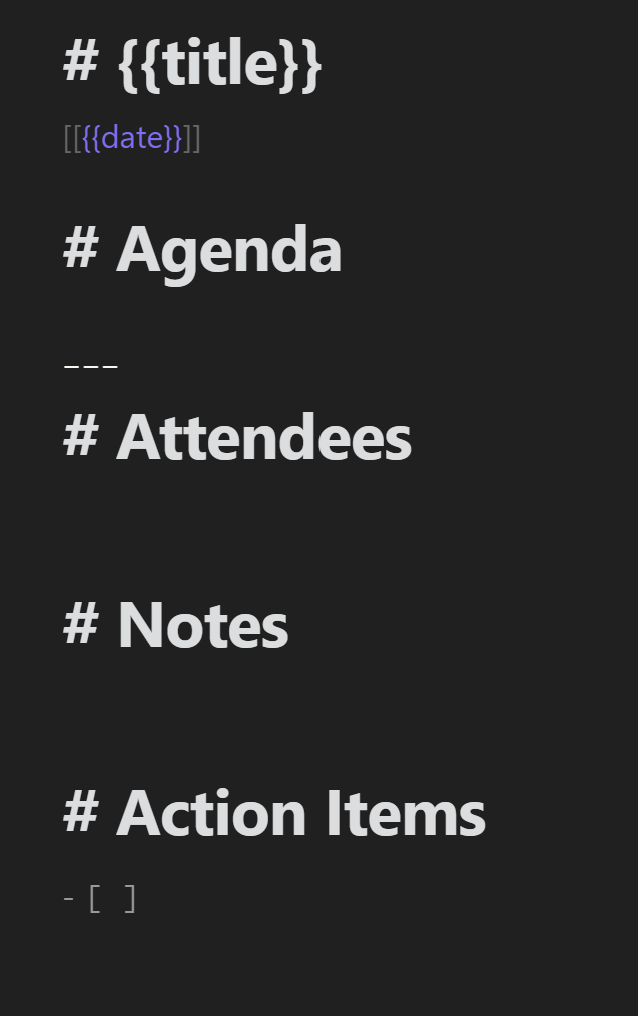 # {{title}}
[[{{date}}]]
# Agenda
---
# Attendees
# Notes
# Action Items
- [ ]